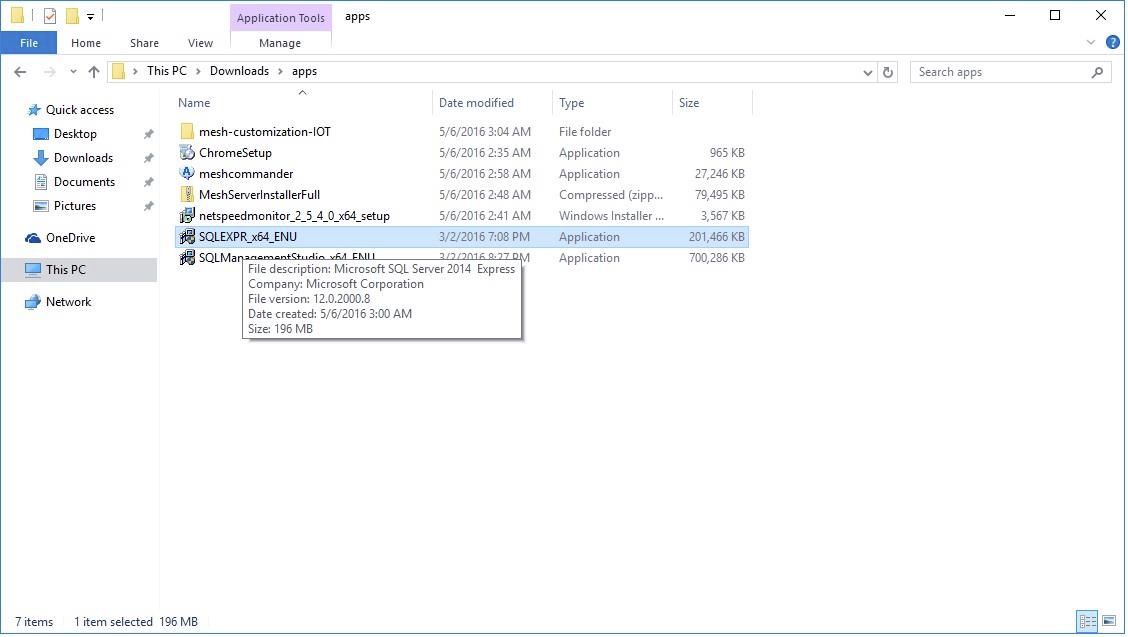 Application Tools apps
File Home Share View Manage
This PC Downloads apps Search apps
Name Date modified Type Size
Quick access
Desktop
Downloads
Documents
Pictures
OneDrive
This PC
Network
mesh-customization-IOT 5/6/2016 3:04 AM File folder
ChromeSetup 5/6/2016 2:35 AM Application 965 KB
meshcommander 5/6/2016 2:58 AM Application 27,246 KB
MeshServerInstallerFull 5/6/2016 2:48 AM Compressed (zipp... 79,495 KB
netspeedmonitor_2_5_4_0_x64_setup 5/6/2016 2:41 AM Windows Installer ... 3,567 KB
SQLEXPR_x64_ENU 3/2/2016 7:08 PM Application 201,466 KB
SQLManagementStudio_x64_ENU 3/2/2016 8:27 PM Application 700,286 KB
File description: Microsoft SQL Server 2014 Express
Company: Microsoft Corporation
File version: 12.0.2000.8
Date created: 5/6/2016 3:00 AM
Size: 196 MB
7 items 1 item selected 196 MB